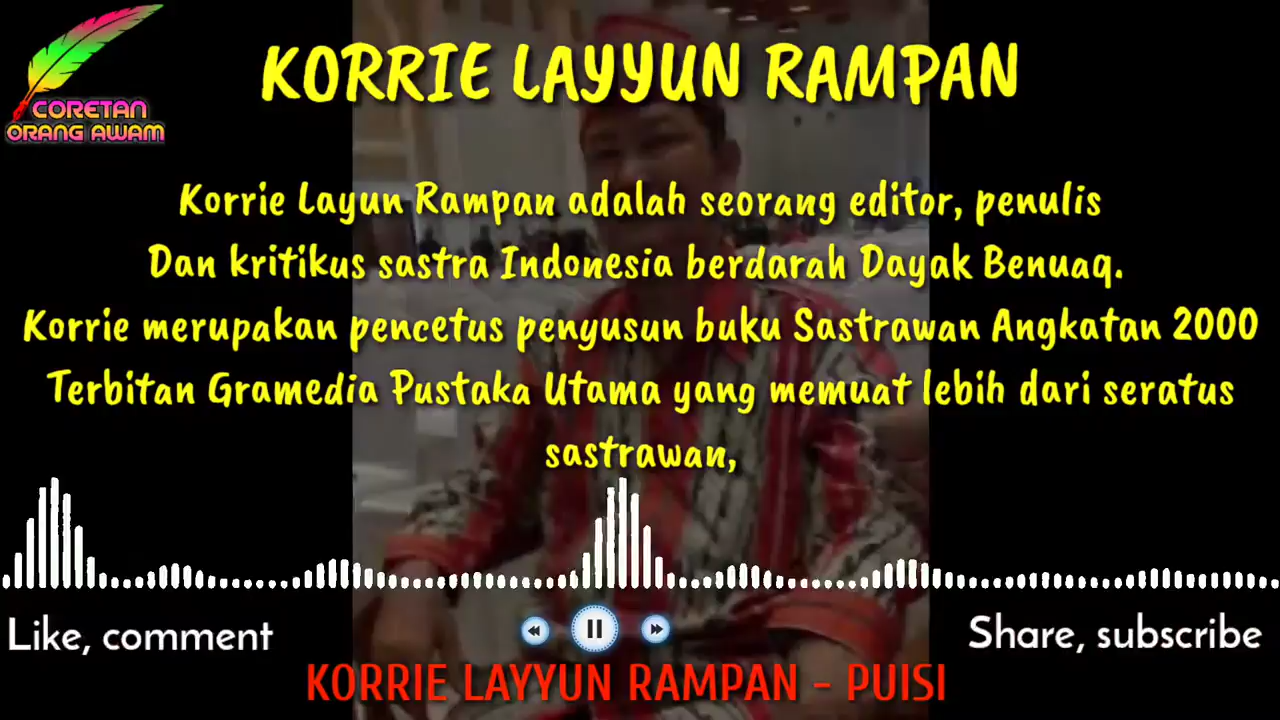 KORRIE LAYYUN RAMPAN
CORETAN
ORANG AWAM
Korrie Layun Rampan adalah seorang editor, penulis
Dan kritikus sastra Indonesia berdarah Dayak Benuaq.
Korrie merupakan pencetus penyusun buku Sastrawan Angkatan 2000
Terbitan Gramedia Pustaka Utama yang memuat lebih dari seratus
sastrawan,
Like, comment
Share, subscribe
KORRIE LAYYUN RAMPAN - PUISI